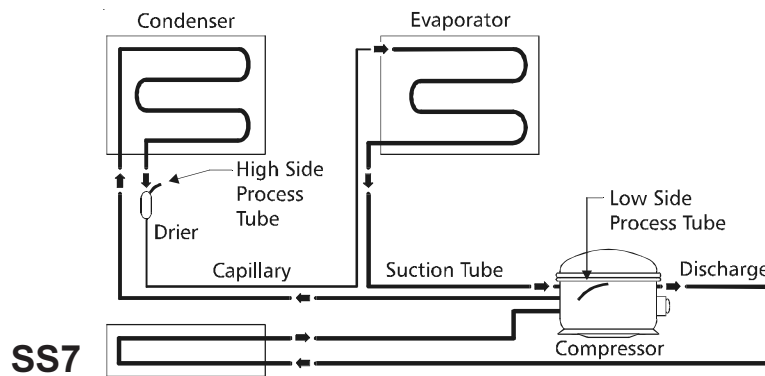 Condenser
Evaporator
High Side
Process
Tube
Drier
Low Side
Process Tube
Capillary
Suction Tube
Discharge
Compressor
SS7